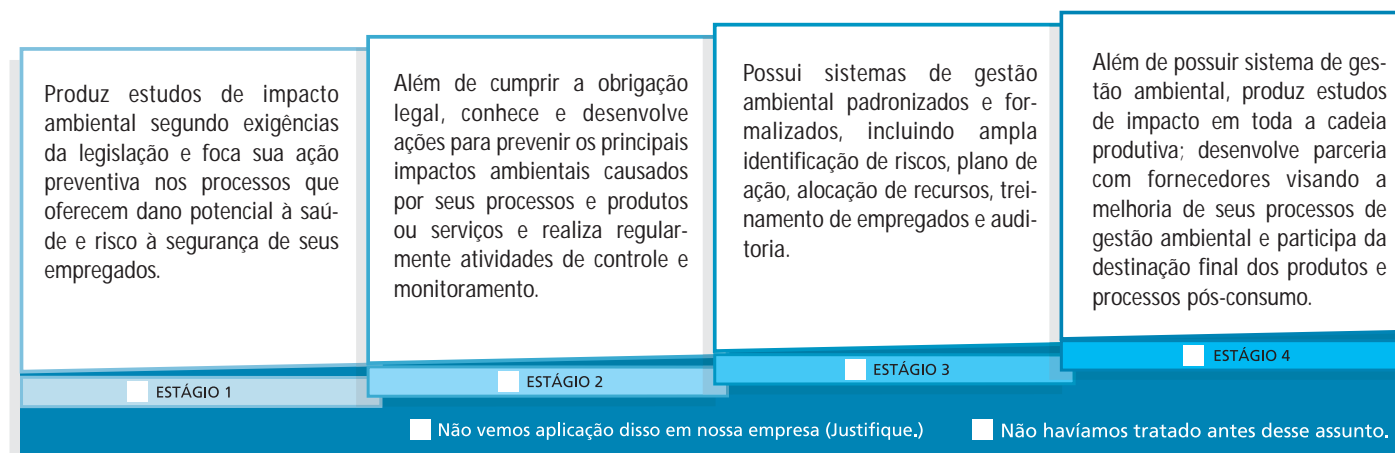 Produz estudos de impacto
ambiental segundo exigências
da legislação e foca sua ação
preventiva nos processos que
oferecem dano potencial à saú-
de e risco à segurança de seus
empregados.
ESTÁGIO 1
Além de cumprir a obrigação
legal, conhece e desenvolve
ações para prevenir os principais
impactos ambientais causados
por seus processos e produtos
ou serviços e realiza regular-
mente atividades de controle e
monitoramento.
ESTÁGIO 2
Possui sistemas de gestão
ambiental padronizados e for-
malizados, incluindo ampla
identificação de riscos, plano de
ação, alocação de recursos, trei-
namento de empregados e audi-
toria.
ESTÁGIO 3
Além de possuir sistema de ges-
tão ambiental, produz estudos
de impacto em toda a cadeia
produtiva; desenvolve parceria
com fornecedores visando a
melhoria de seus processos de
gestão ambiental e participa da
destinação final dos produtos e
processos pós-consumo.
ESTÁGIO 4
Não vemos aplicação disso em nossa empresa (Justifique.)
Não havíamos tratado antes desse assunto.